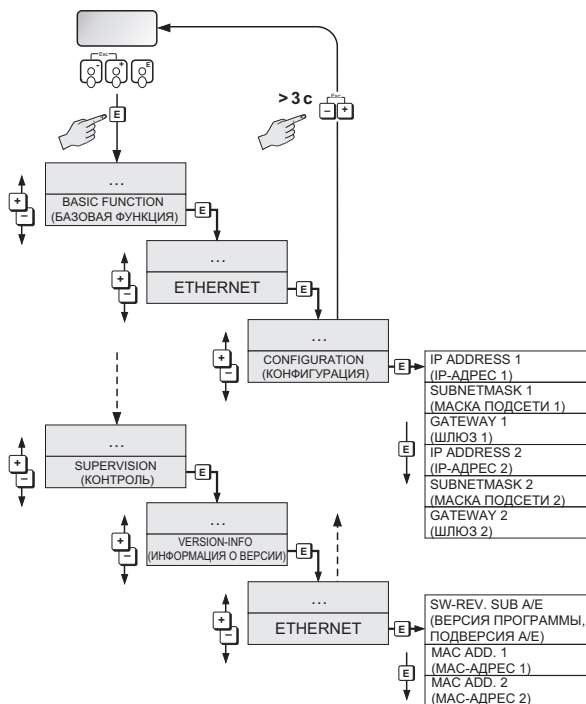 Esc
- + E
E
> 3 c
Esc
- +
...
BASIC FUNCTION
(БАЗОВАЯ ФУНКЦИЯ)
+
-
E
...
ETHERNET
+
-
E
...
CONFIGURATION
(КОНФИГУРАЦИЯ)
+
-
E
IP ADDRESS 1
(IP-АДРЕС 1)
SUBNETMASK 1
(МАСКА ПОДСЕТИ 1)
GATEWAY 1
(ШЛЮЗ 1)
IP ADDRESS 2
(IP-АДРЕС 2)
SUBNETMASK 2
(МАСКА ПОДСЕТИ 2)
GATEWAY 2
(ШЛЮЗ 2)
E
...
SUPERVISION
(КОНТРОЛЬ)
+
-
E
...
VERSION-INFO
(ИНФОРМАЦИЯ О ВЕРСИИ)
+
-
E
...
ETHERNET
+
-
E
SW-REV. SUB A/E
(ВЕРСИЯ ПРОГРАММЫ,
ПОДВЕРСИЯ A/E)
MAC ADD. 1
(MAC-АДРЕС 1)
MAC ADD. 2
(MAC-АДРЕС 2)
E